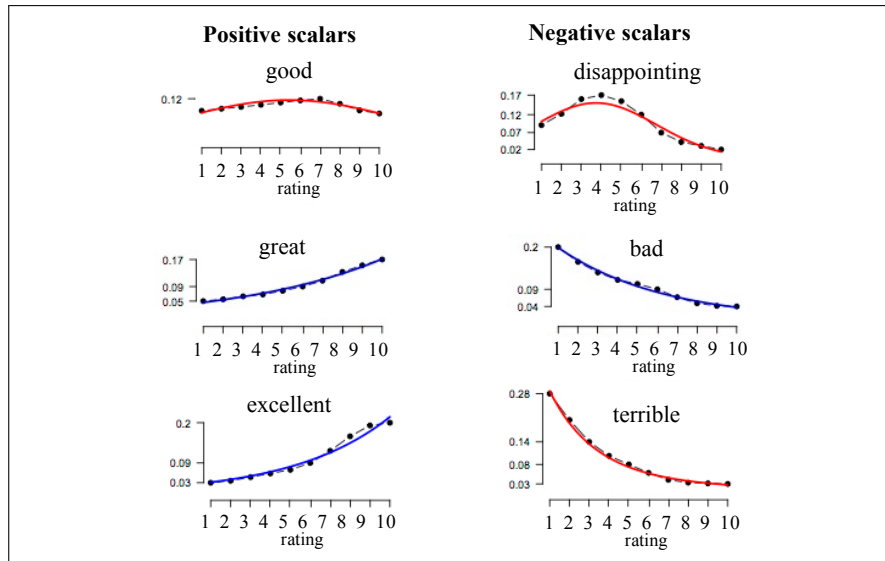 Positive scalars
Negative scalars
good
0.12
1 2 3 4 5 6 7 8 9 10
rating
disappointing
0.17
0.12
0.07
0.02
1 2 3 4 5 6 7 8 9 10
rating
great
0.17
0.09
0.05
1 2 3 4 5 6 7 8 9 10
rating
bad
0.2
0.09
0.04
1 2 3 4 5 6 7 8 9 10
rating
excellent
0.2
0.09
0.03
1 2 3 4 5 6 7 8 9 10
rating
terrible
0.28
0.14
0.08
0.03
1 2 3 4 5 6 7 8 9 10
rating